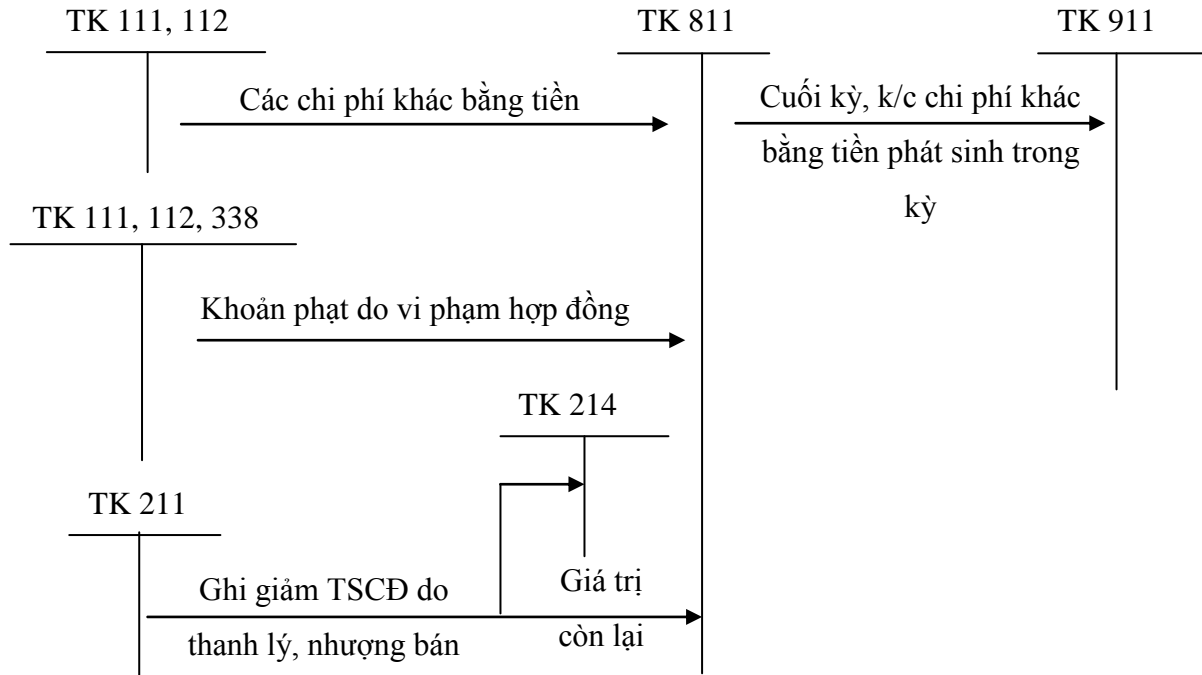 TK 111, 112
TK 811
TK 911
Các chi phí khác bằng tiền
Cuối kỳ, k/c chi phí khác
bằng tiền phát sinh trong
kỳ
TK 111, 112, 338
Khoản phạt do vi phạm hợp đồng
TK 214
TK 211
Ghi giảm TSCĐ do
thanh lý, nhượng bán
Giá trị
còn lại